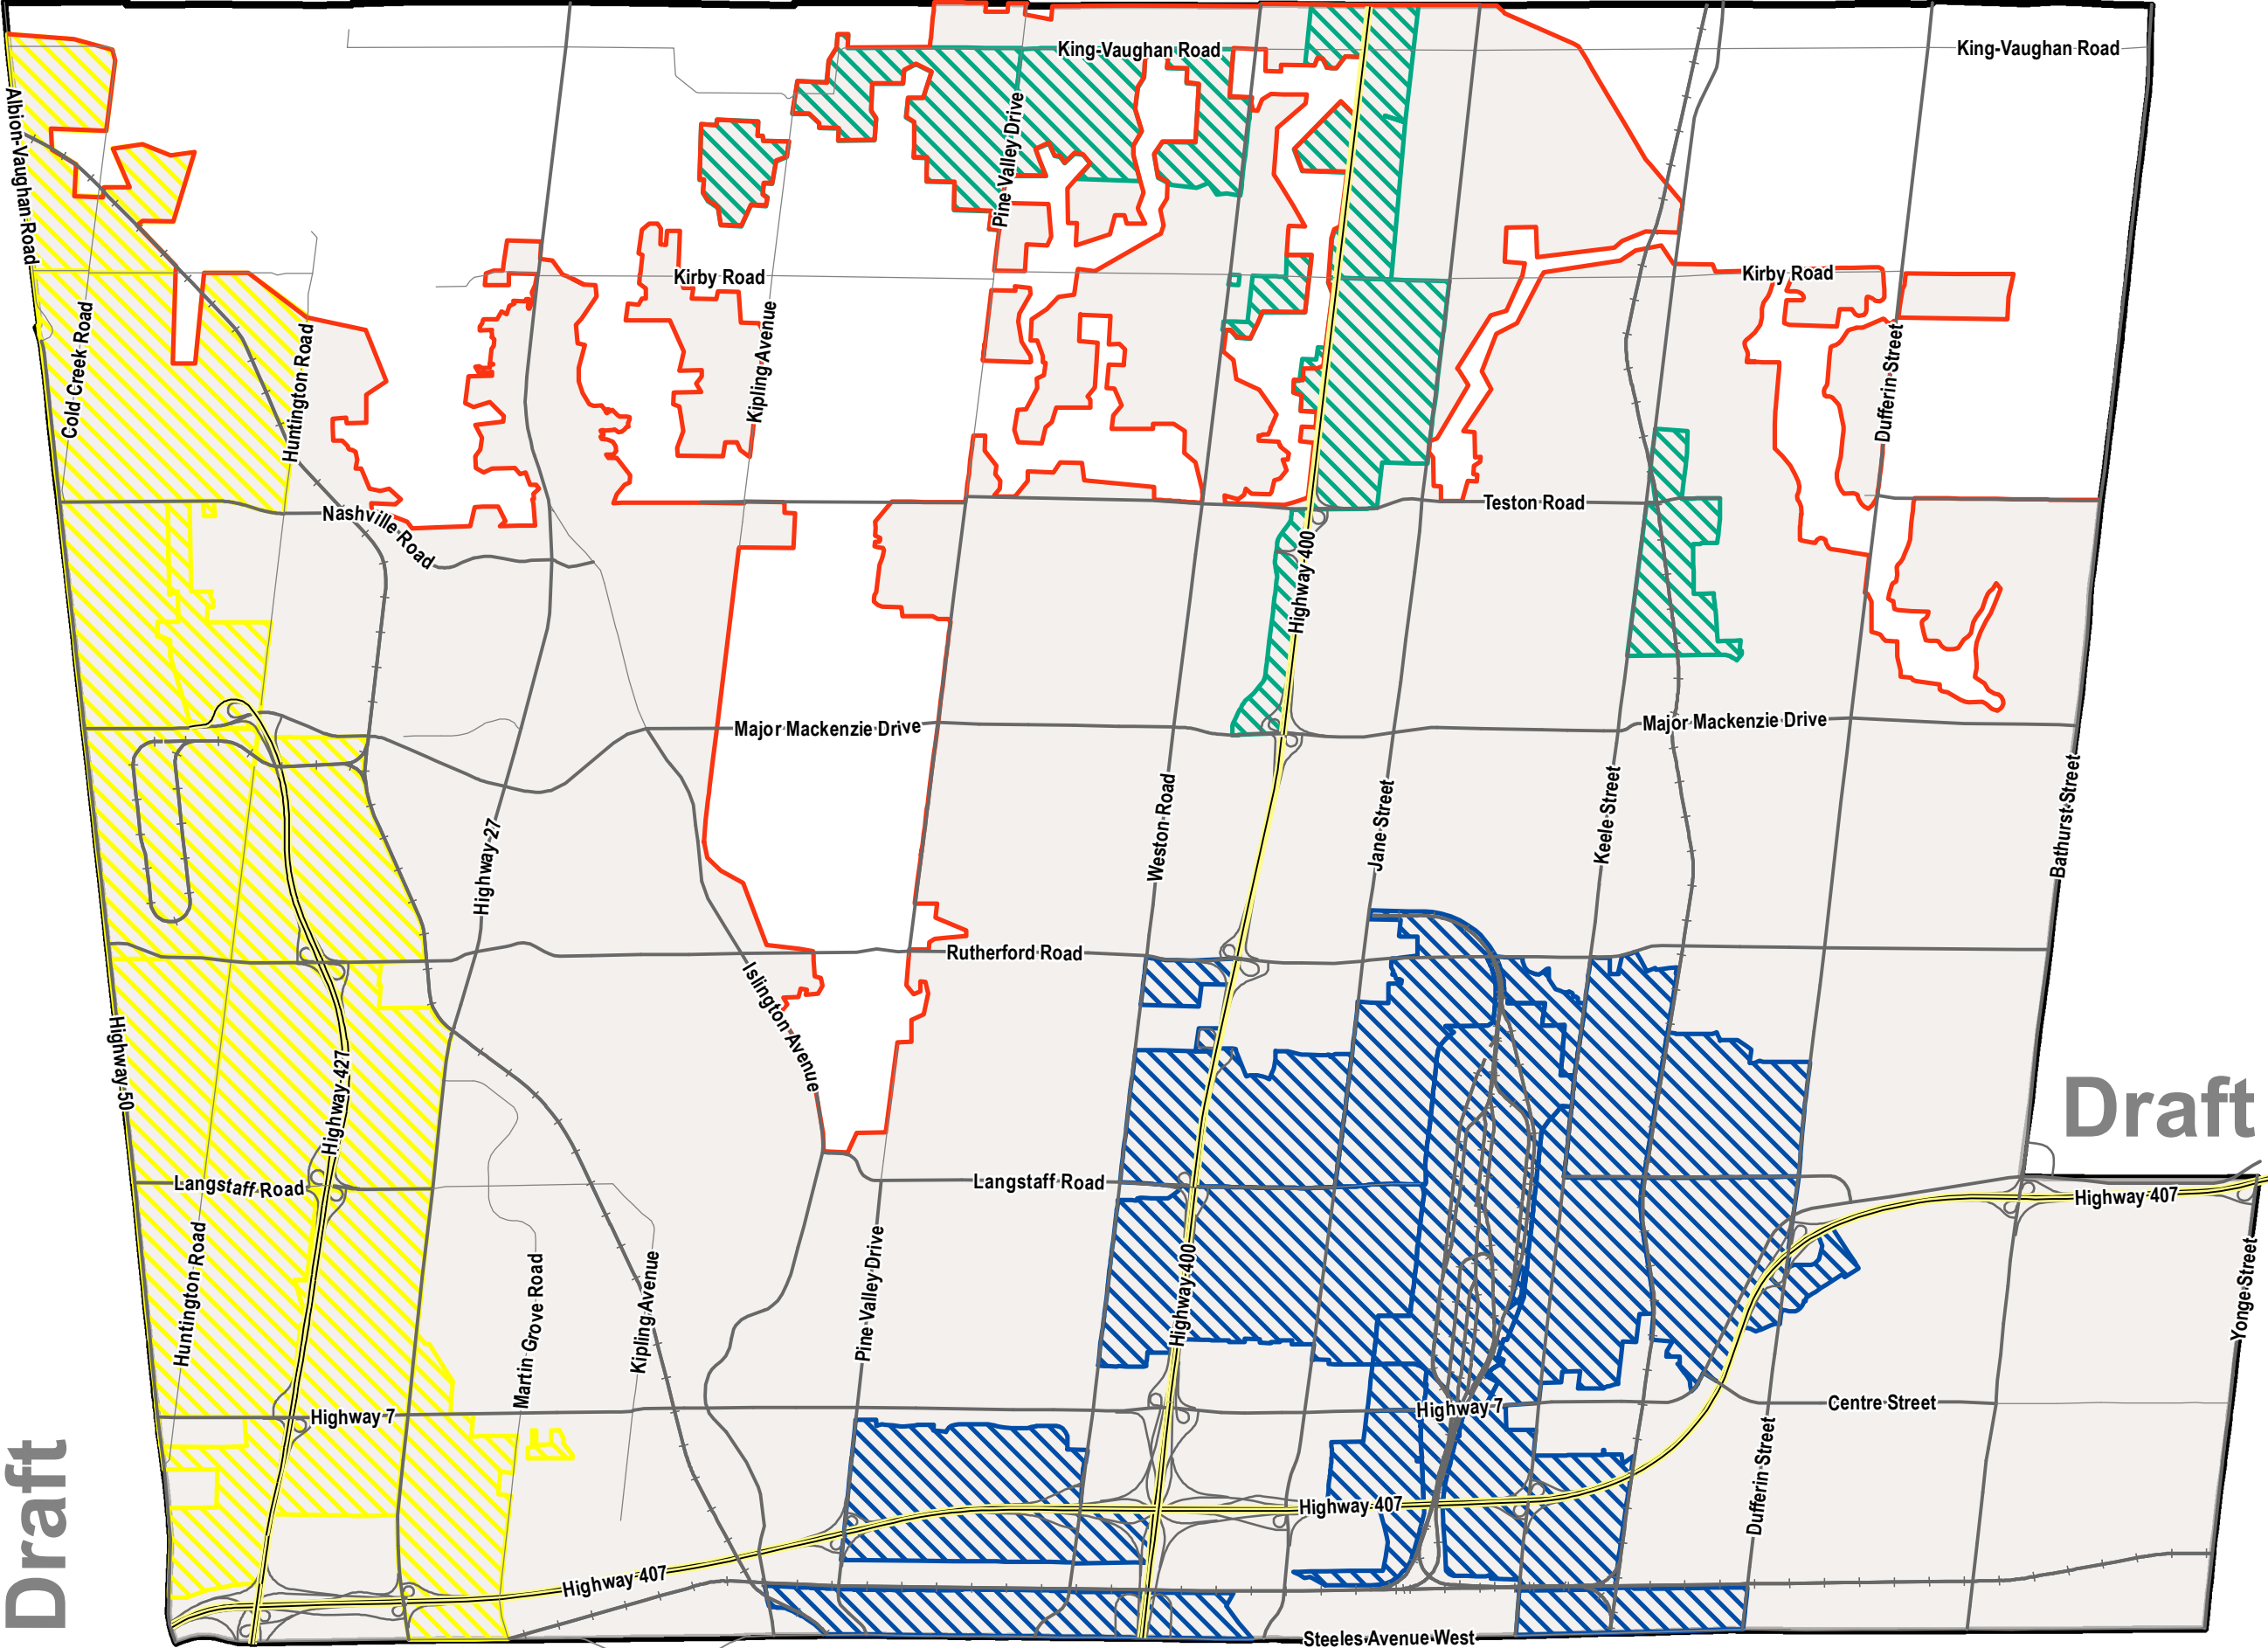 King-Vaughan Road
King-Vaughan Road
Albion-Vaughan Road
Pine Valley Drive
Kirby Road
Kirby Road
Cold Creek Road
Huntington Road
Kipling Avenue
Dufferin Street
Nashville Road
Teston Road
Highway 400
Major Mackenzie Drive
Major Mackenzie Drive
Highway 27
Weston Road
Jane Street
Keele Street
Bathurst Street
Rutherford Road
Islington Avenue
Highway 50
Highway 427
Draft
Langstaff Road
Langstaff Road
Highway 407
Huntington Road
Martin Grove Road
Kipling Avenue
Pine Valley Drive
Highway 400
Yonge Street
Highway 7
Highway 7
Centre Street
Dufferin Street
Draft
Highway 407
Highway 407
Steeles Avenue West